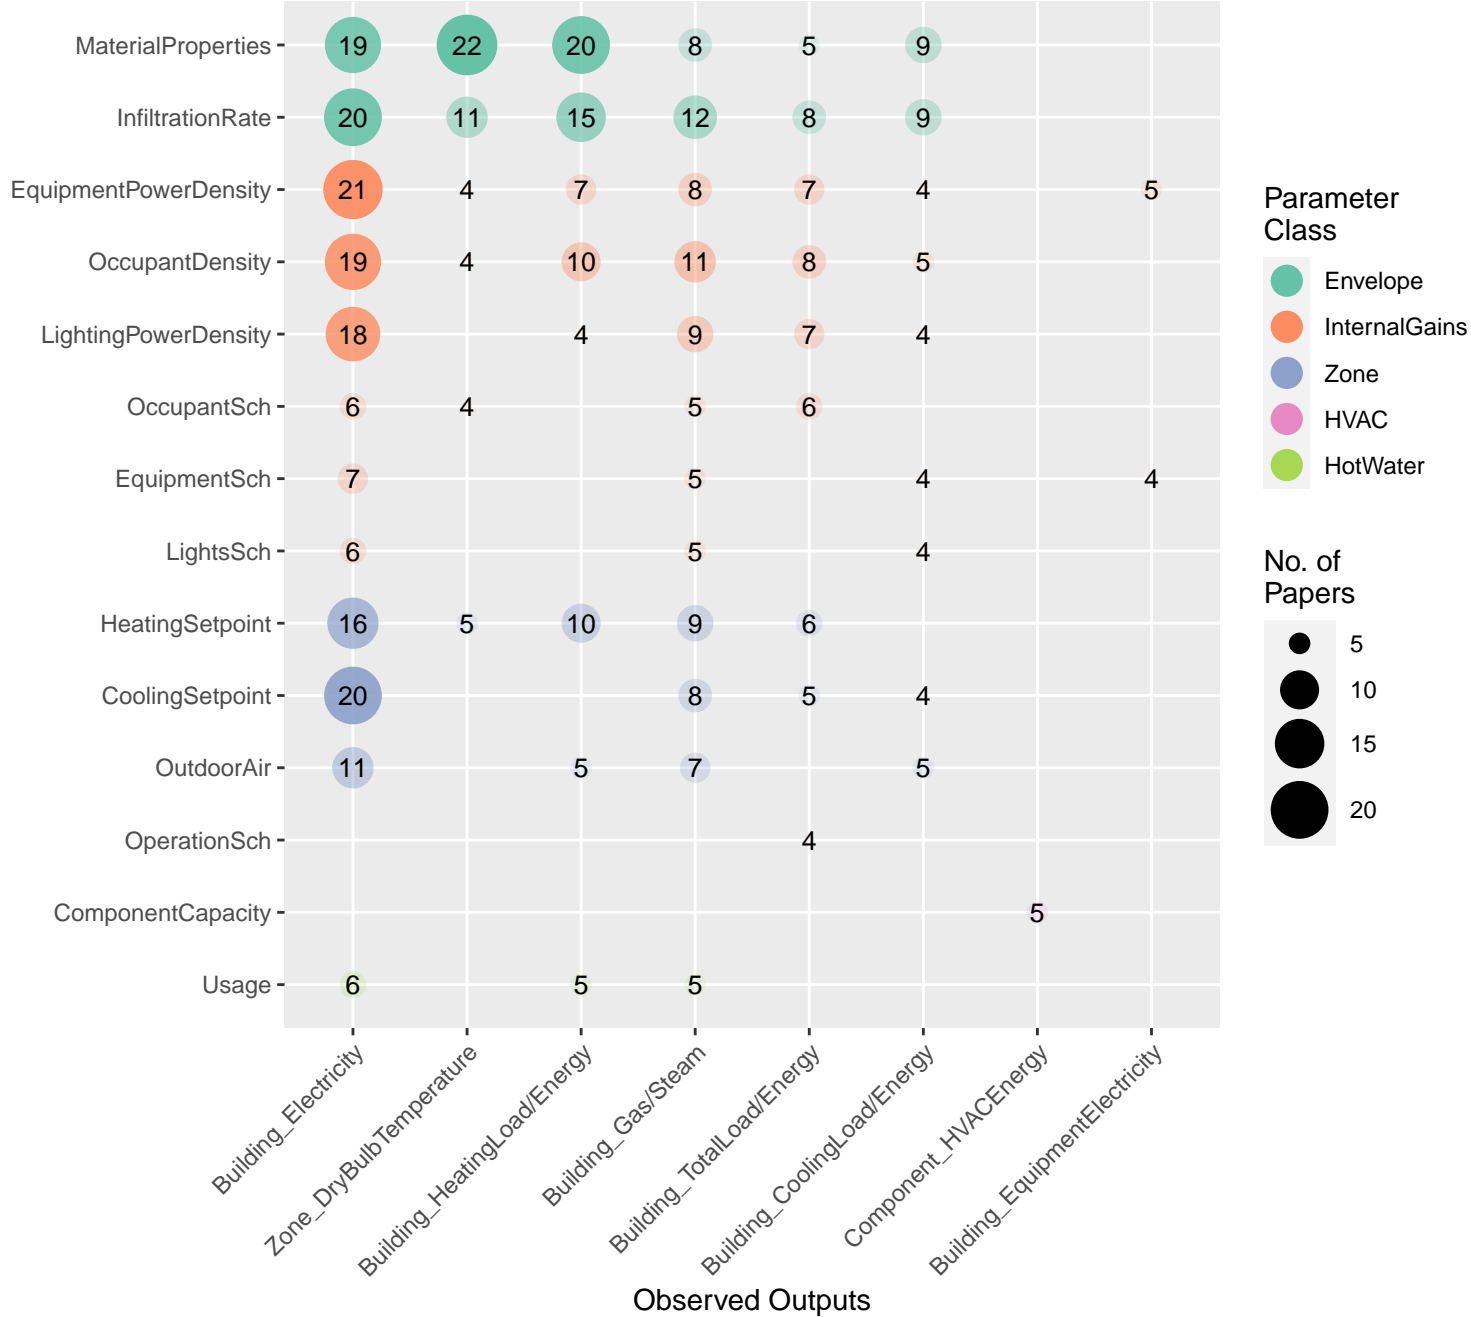 MaterialProperties 19 22 20 8 5 9
InfiltrationRate 20 11 15 12 8 9
EquipmentPowerDensity 21 4 7 8 7 4 5
OccupantDensity 19 4 10 11 8 5
LightingPowerDensity 18 4 9 7 4
OccupantSch 6 4 5 6
EquipmentSch 7 5 4 4
LightsSch 6 5 4
HeatingSetpoint 16 5 10 9 6
CoolingSetpoint 20 8 5 4
OutdoorAir 11 5 7 5
OperationSch 4
ComponentCapacity 5
Usage 6 5 5
Building_Electricity
Zone_DryBulbTemperature
Building_HeatingLoad/Energy
Building_Gas/Steam
Building_TotalLoad/Energy
Building_CoolingLoad/Energy
Component_HVACEnergy
Building_EquipmentElectricity
Observed Outputs
Parameter
Class
Envelope
InternalGains
Zone
HVAC
HotWater
No. of
Papers
5
10
15
20